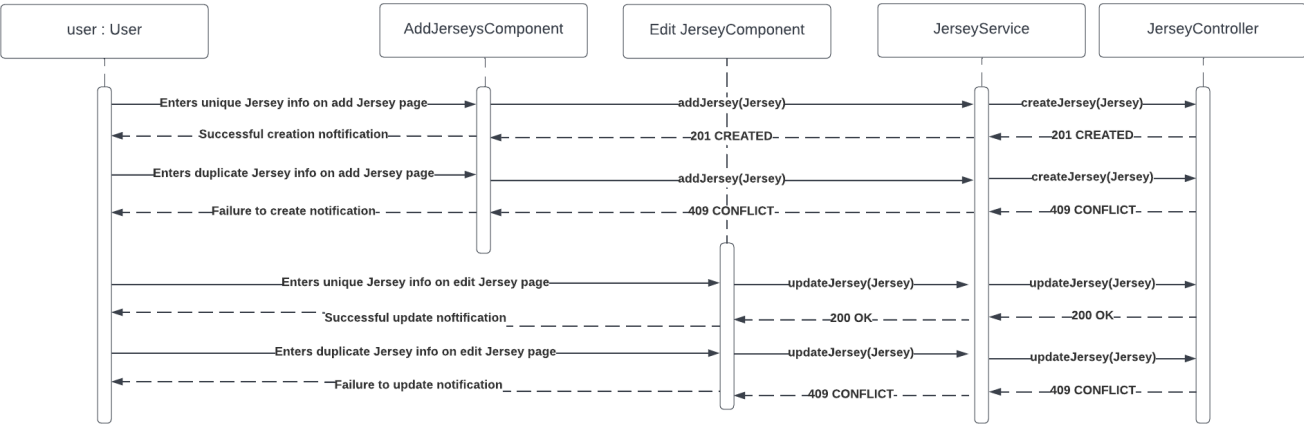 user : User
AddJerseysComponent
Edit JerseyComponent
JerseyService
JerseyController
Enters unique Jersey info on add Jersey page
addJersey(Jersey)
createJersey(Jersey)
Successful creation noftification
201 CREATED
201 CREATED
Enters duplicate Jersey info on add Jersey page
addJersey(Jersey)
createJersey(Jersey)
Failure to create notification
409 CONFLICT
409 CONFLICT
Enters unique Jersey info on edit Jersey page
updateJersey(Jersey)
updateJersey(Jersey)
Successful update noftification
200 OK
200 OK
Enters duplicate Jersey info on edit Jersey page
updateJersey(Jersey)
updateJersey(Jersey)
Failure to update notification
409 CONFLICT
409 CONFLICT